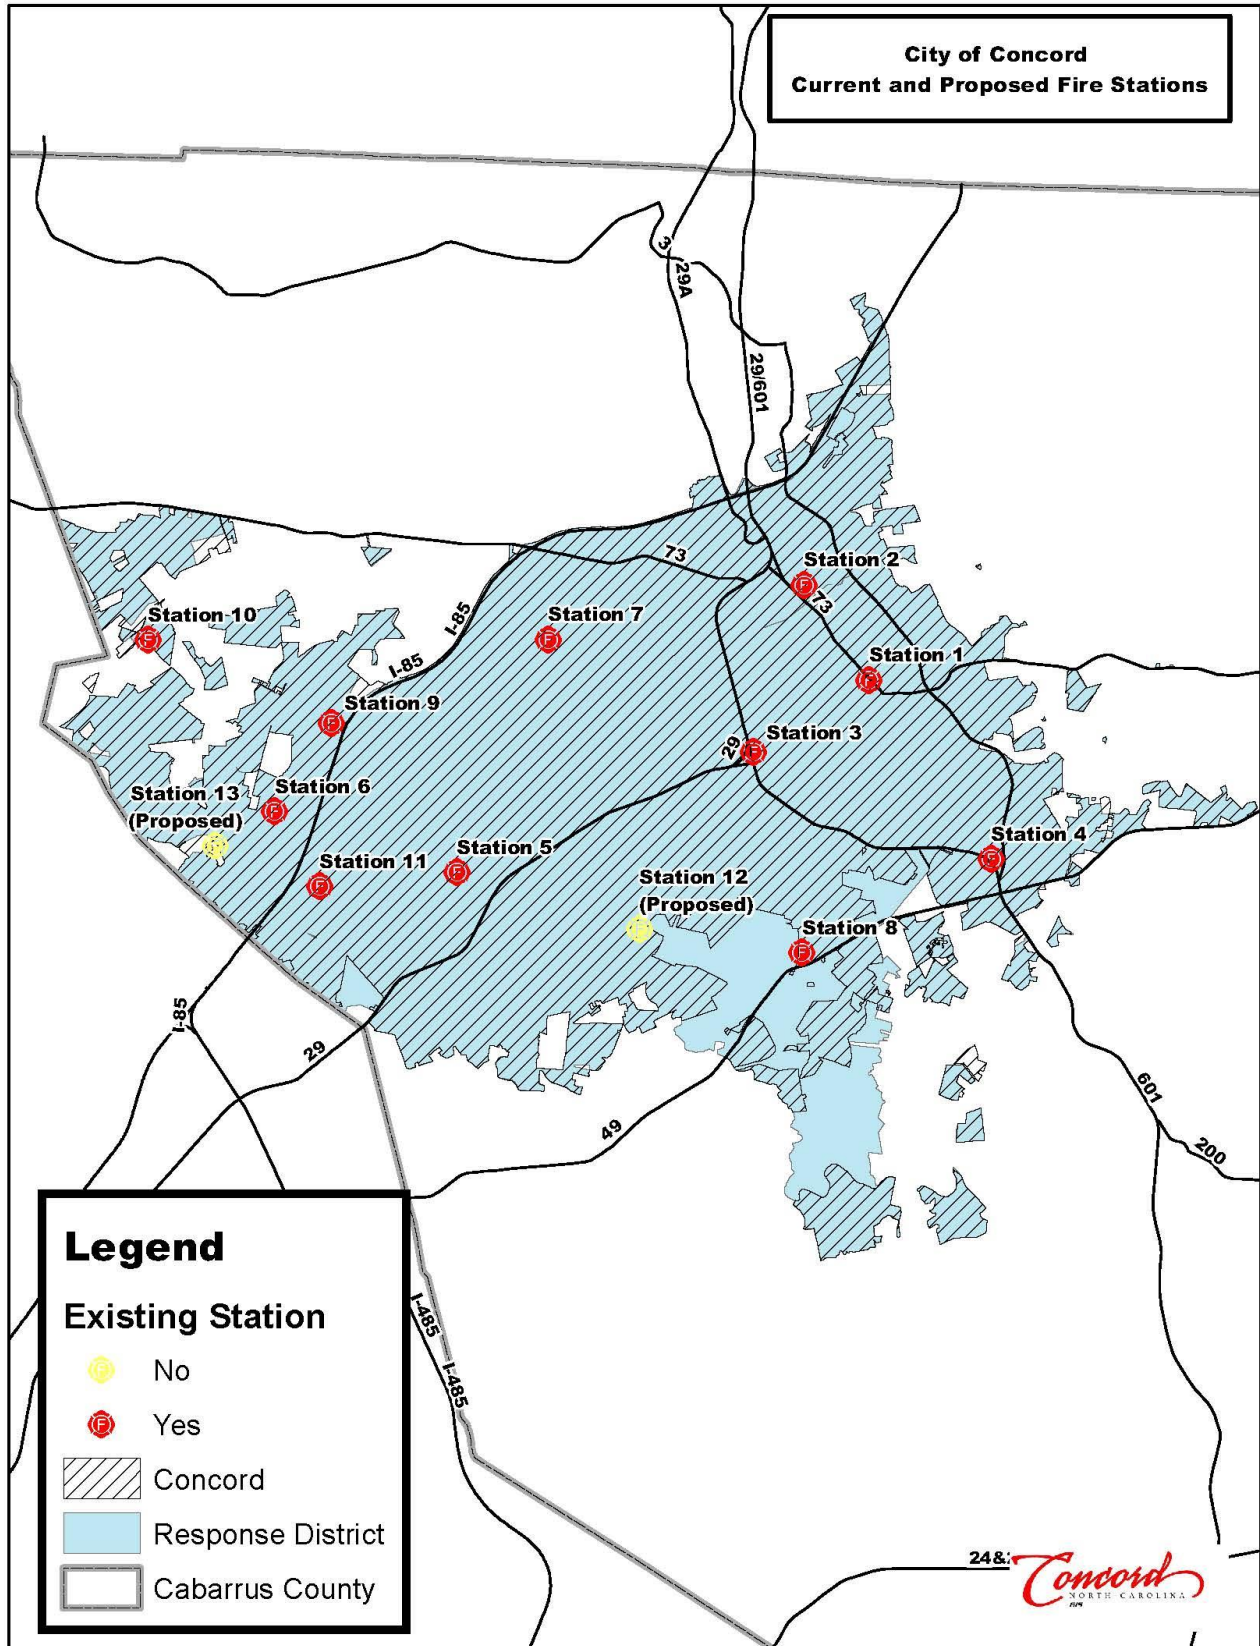 City of Concord
Current and Proposed Fire Stations
3
29A
29/601
73
Station 2
73
Station 10
Station 7
I-85
I-85
Station 1
Station 9
Station 3
29
Station 13
(Proposed)
Station 6
Station 4
Station 11
Station 5
Station 12
(Proposed)
Station 8
I-85
29
49
601
200
Legend
Existing Station
No
Yes
Concord
Response District
Cabarrus County
I-485
I-485
24&
Concord
NORTH CAROLINA